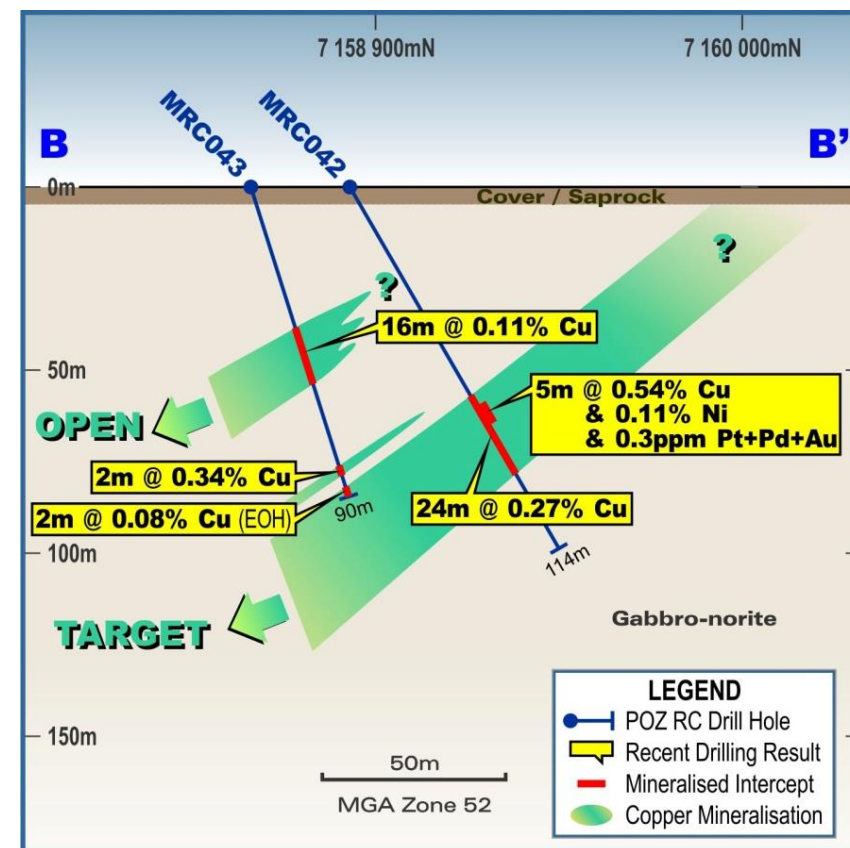 7 158 900mN
7 160 000mN
MRC043
MRC042
B
B'
0m
Cover / Saprock
?
?
16m @ 0.11% Cu
50m
5m @ 0.54% Cu
& 0.11% Ni
& 0.3ppm Pt+Pd+Au
OPEN
2m @ 0.34% Cu
24m @ 0.27% Cu
2m @ 0.08% Cu (EOH)
90m
100m
114m
TARGET
Gabbro-norite
LEGEND
POZ RC Drill Hole
Recent Drilling Result
Mineralised Intercept
Copper Mineralisation
150m
50m
MGA Zone 52